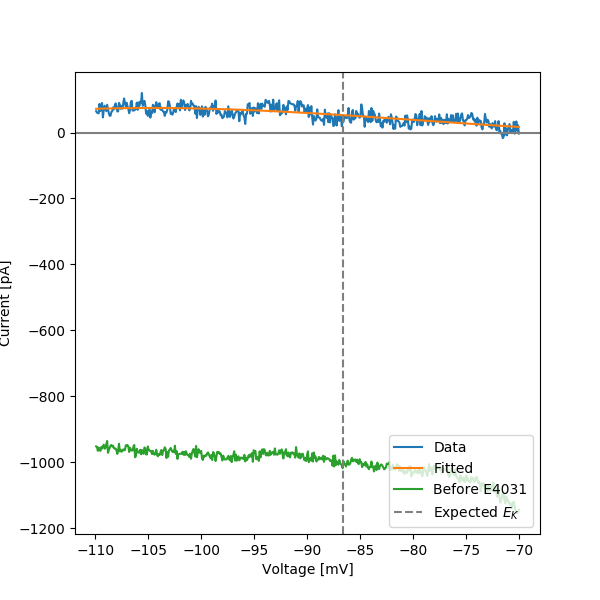 0
−200
−400
−600
−800
−1000
−1200
Current [pA]
−110
−105
−100
−95
−90
−85
−80
−75
−70
Voltage [mV]
Data
Fitted
Before E4031
Expected E_K